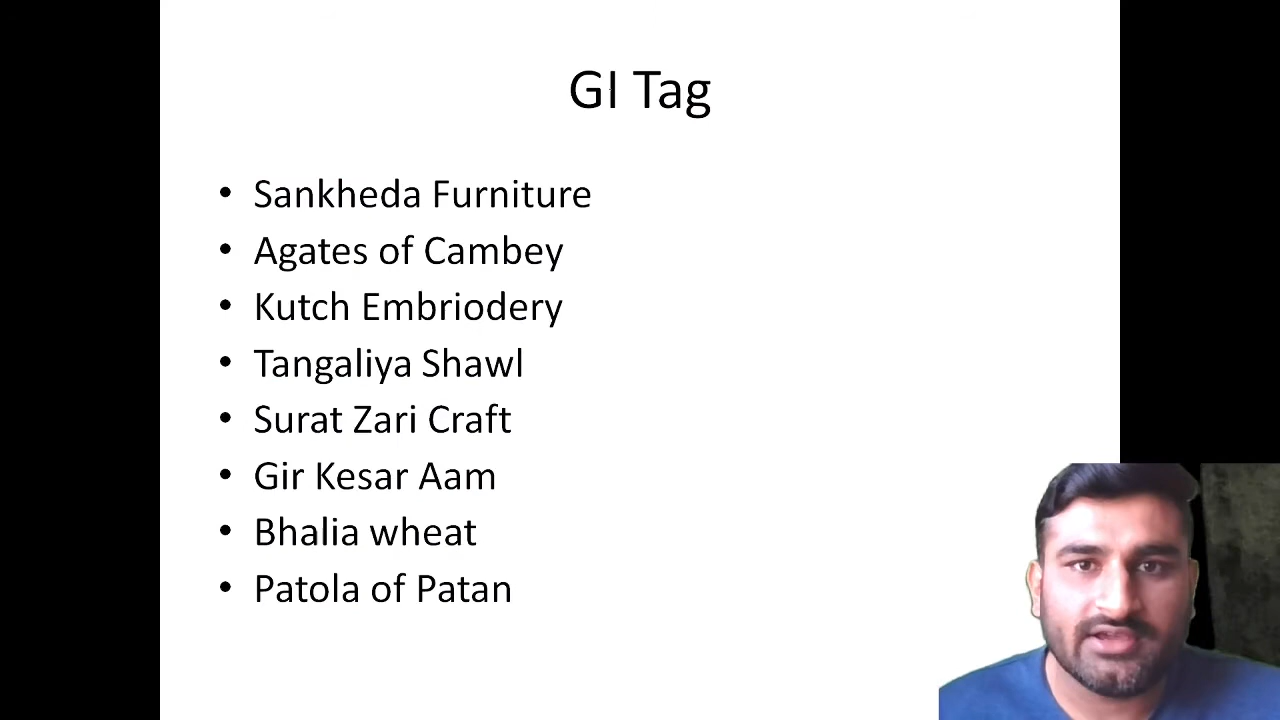 GI Tag
• Sankheda Furniture
• Agates of Cambey
• Kutch Embriodery
• Tangaliya Shawl
• Surat Zari Craft
• Gir Kesar Aam
• Bhalia wheat
• Patola of Patan